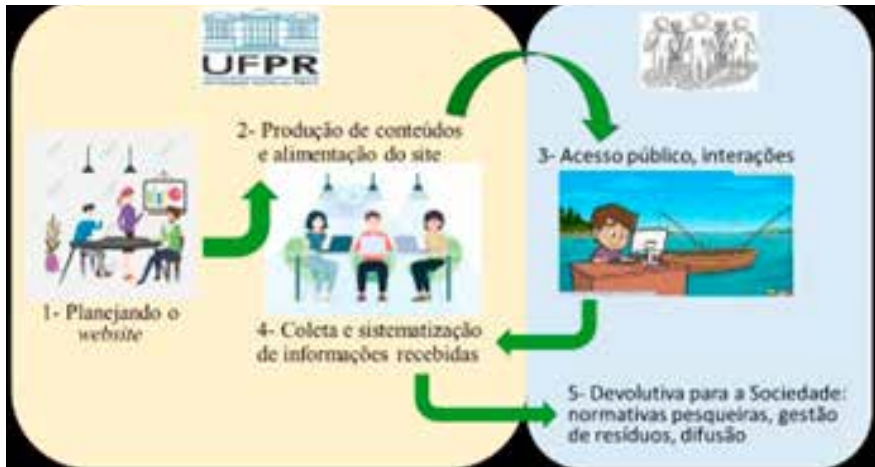 UFPR
2- Produção de conteúdos
e alimentação do site
3- Acesso público, interações
1- Planejando o
website
4- Coleta e sistematização
de informações recebidas
5- Devolutiva para a Sociedade:
normativas pesqueiras, gestão
de resíduos, difusão